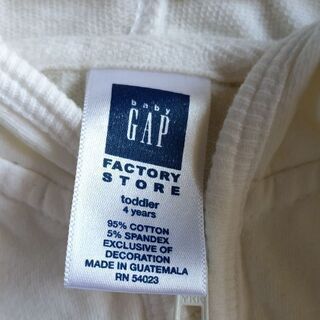 baby
GAP
FACTORY
STORE
toddler
4 years
95% COTTON
5% SPANDEX
EXCLUSIVE OF
DECORATION
MADE IN GUATEMALA
RN 54023
YKK